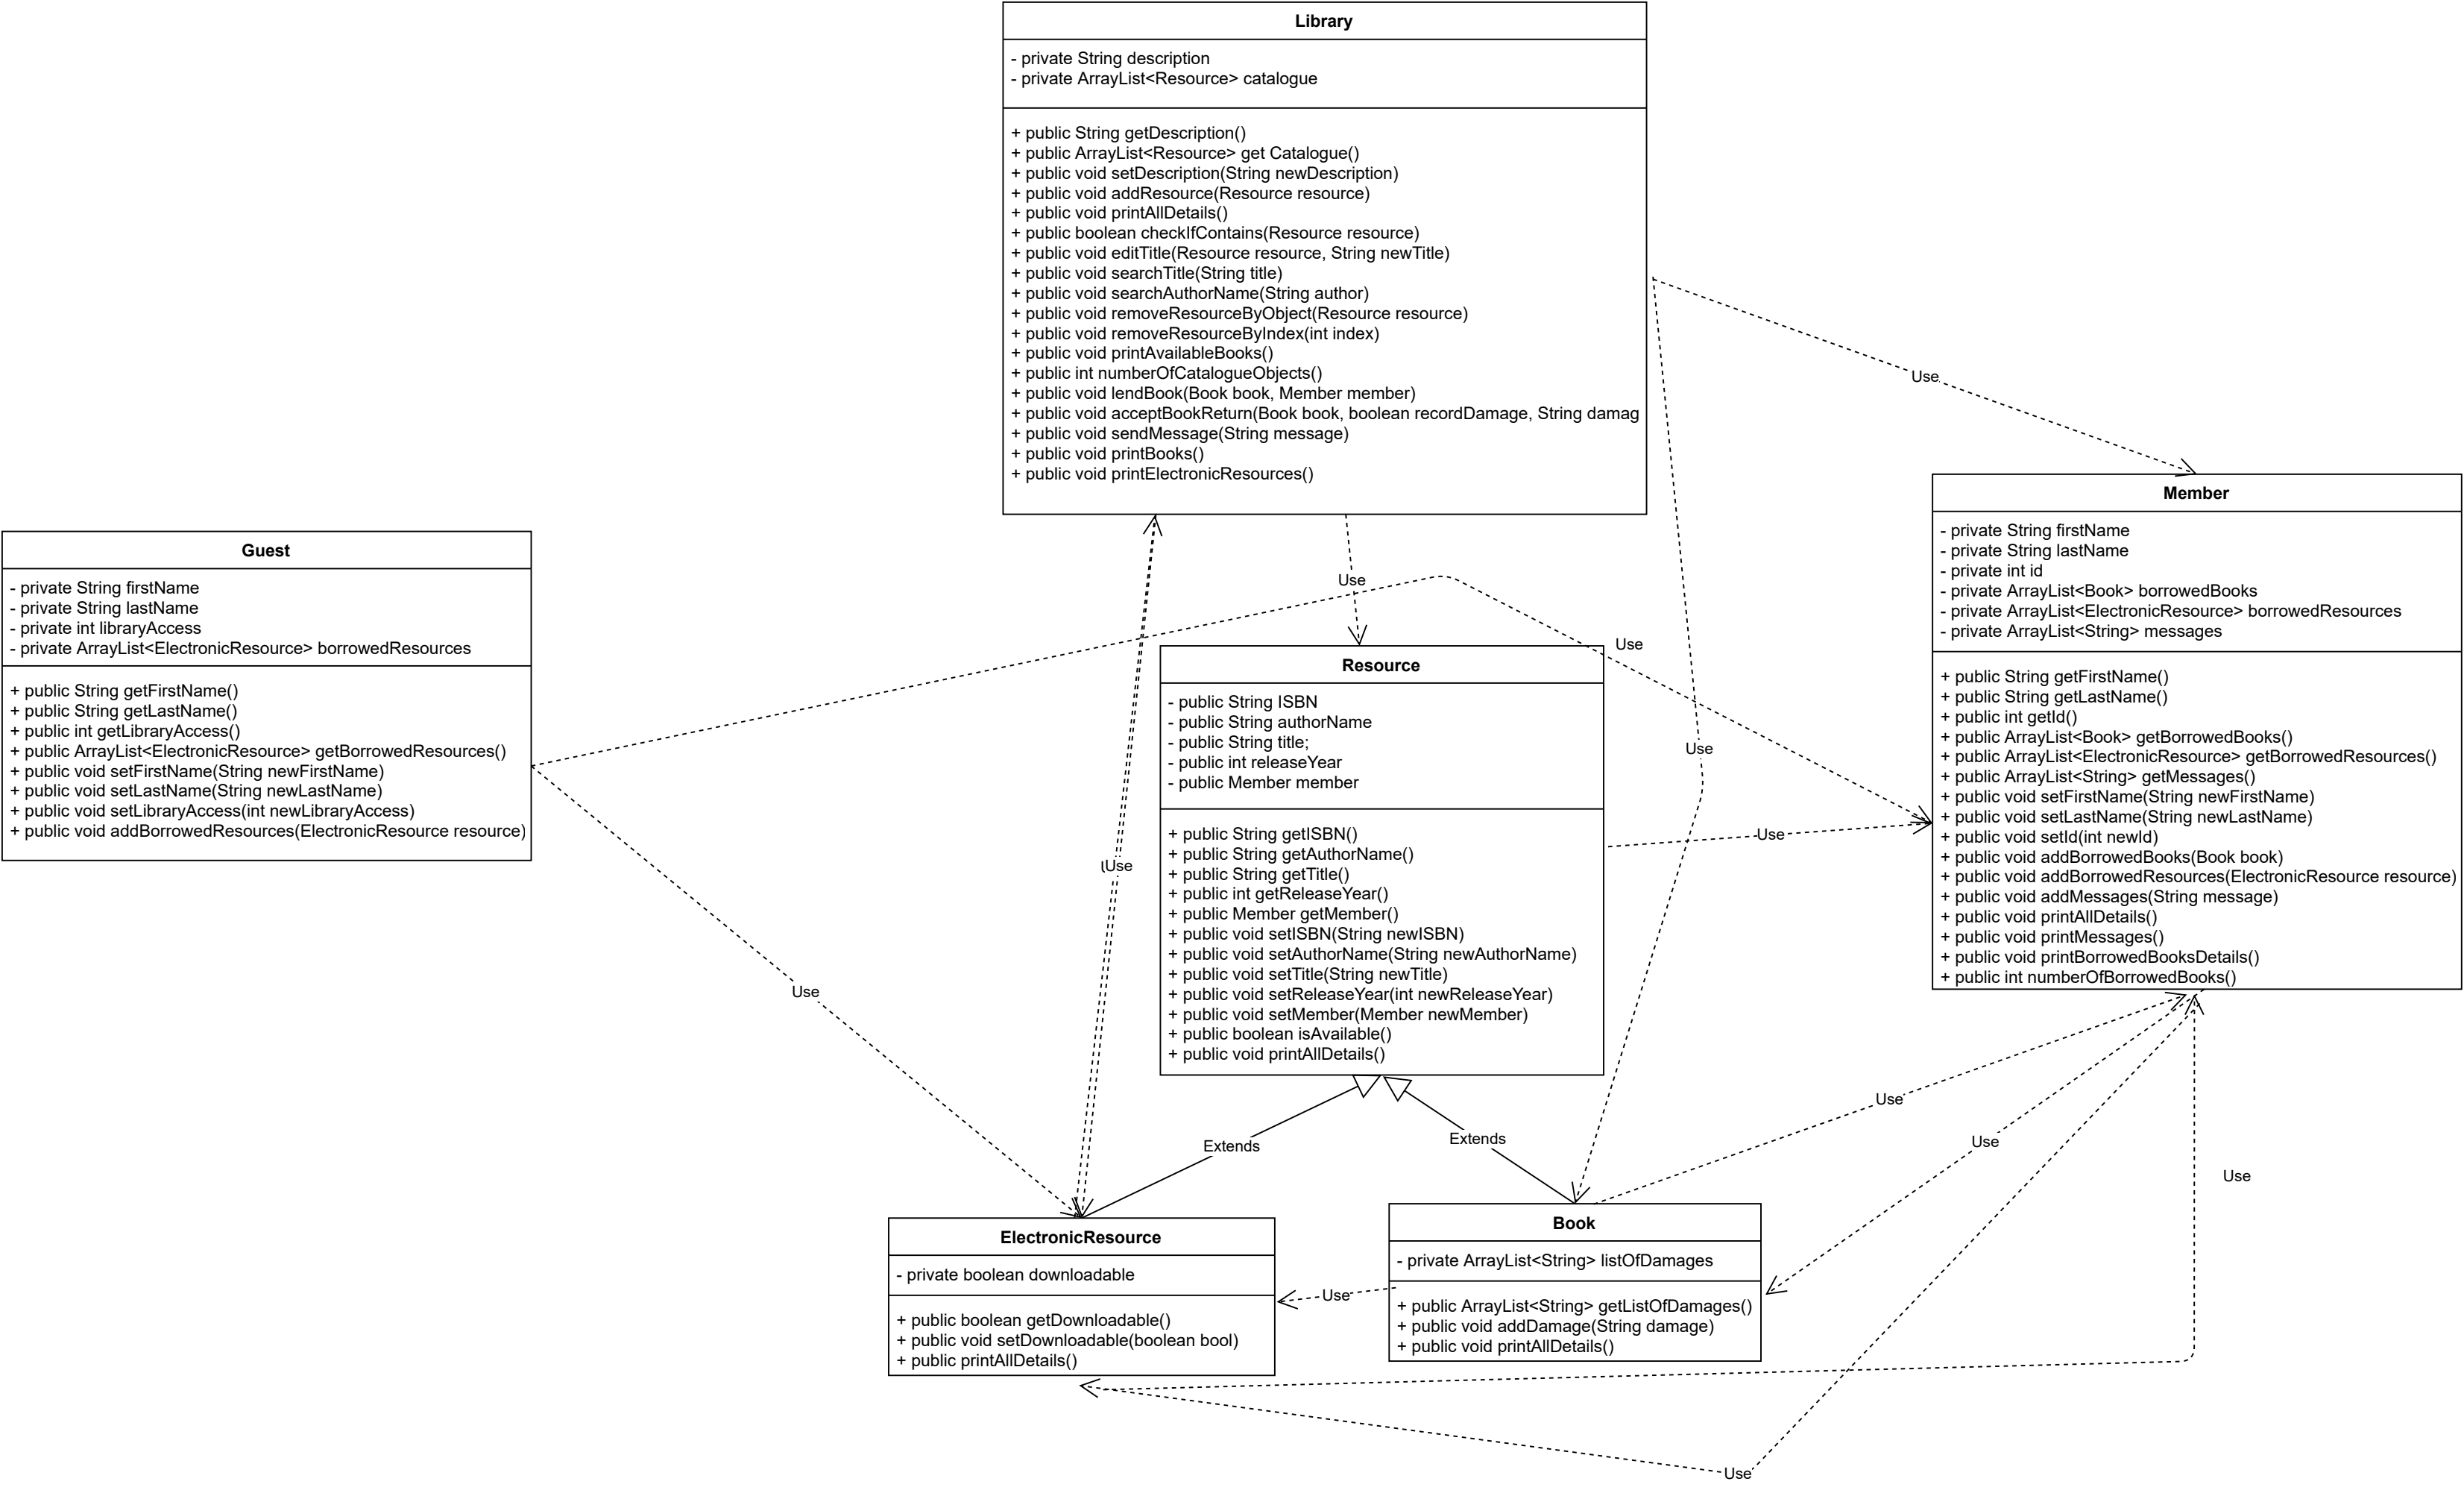 Library
- private String description
- private ArrayList<Resource> catalogue
+ public String getDescription()
+ public ArrayList<Resource> get Catalogue()
+ public void setDescription(String newDescription)
+ public void addResource(Resource resource)
+ public void printAllDetails()
+ public boolean checkIfContains(Resource resource)
+ public void editTitle(Resource resource, String newTitle)
+ public void searchTitle(String title)
+ public void searchAuthorName(String author)
+ public void removeResourceByObject(Resource resource)
+ public void removeResourceByIndex(int index)
+ public void printAvailableBooks()
+ public int numberOfCatalogueObjects()
+ public void lendBook(Book book, Member member)
+ public void acceptBookReturn(Book book, boolean recordDamage, String damag
+ public void sendMessage(String message)
+ public void printBooks()
+ public void printElectronicResources()
Use
Guest
- private String firstName
- private String lastName
- private int libraryAccess
- private ArrayList<ElectronicResource> borrowedResources
+ public String getFirstName()
+ public String getLastName()
+ public int getLibraryAccess()
+ public ArrayList<ElectronicResource> getBorrowedResources()
+ public void setFirstName(String newFirstName)
+ public void setLastName(String newLastName)
+ public void setLibraryAccess(int newLibraryAccess)
+ public void addBorrowedResources(ElectronicResource resource)
Use
Use
Use
Resource
- public String ISBN
- public String authorName
- public String title;
- public int releaseYear
- public Member member
+ public String getISBN()
+ public String getAuthorName()
+ public String getTitle()
+ public int getReleaseYear()
+ public Member getMember()
+ public void setISBN(String newISBN)
+ public void setAuthorName(String newAuthorName)
+ public void setTitle(String newTitle)
+ public void setReleaseYear(int newReleaseYear)
+ public void setMember(Member newMember)
+ public boolean isAvailable()
+ public void printAllDetails()
Use
Use
Member
- private String firstName
- private String lastName
- private int id
- private ArrayList<Book> borrowedBooks
- private ArrayList<ElectronicResource> borrowedResources
- private ArrayList<String> messages
+ public String getFirstName()
+ public String getLastName()
+ public int getId()
+ public ArrayList<Book> getBorrowedBooks()
+ public ArrayList<ElectronicResource> getBorrowedResources()
+ public ArrayList<String> getMessages()
+ public void setFirstName(String newFirstName)
+ public void setLastName(String newLastName)
+ public void setId(int newId)
+ public void addBorrowedBooks(Book book)
+ public void addBorrowedResources(ElectronicResource resource)
+ public void addMessages(String message)
+ public void printAllDetails()
+ public void printMessages()
+ public void printBorrowedBooksDetails()
+ public int numberOfBorrowedBooks()
Use
Extends
Extends
Use
Use
Use
ElectronicResource
- private boolean downloadable
+ public boolean getDownloadable()
+ public void setDownloadable(boolean bool)
+ public printAllDetails()
Use
Book
- private ArrayList<String> listOfDamages
+ public ArrayList<String> getListOfDamages()
+ public void addDamage(String damage)
+ public void printAllDetails()
Use